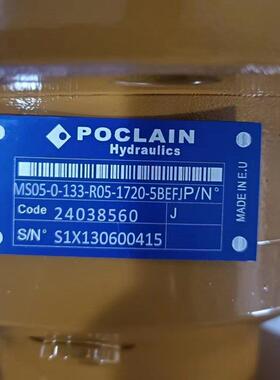 POCLAIN
Hydraulics
MS05-0-133-R05-1720-5BEFJP/N°
Code 24038560 J
S/N° S1X130600415
MADE IN E.U